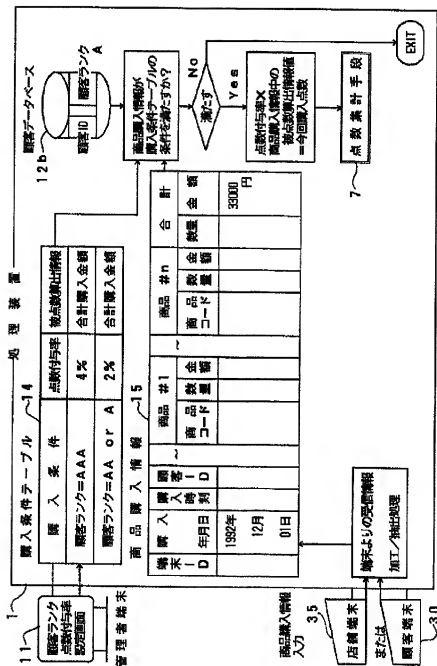 処理装置
1
11
顧客ランク
点数付与率
設定画面
管理者端末
購入条件テーブル
14
購入条件
点数付与率
被点数算出情報
顧客ランク=AAA
4%
合計購入金額
顧客ランク=AA or A
2%
合計購入金額
12b
顧客データベース
顧客ID
顧客ランク
A
商品購入情報
15
端末ID
購入
年月日
購入時刻
顧客ID
～
商品#1
商品コード
数量
金額
～
商品#n
商品コード
数量
金額
合計
数量
金額
1992年
12月
01日
33000
円
商品購入情報が
購入条件テーブルの
条件を満たすか?
満たす
No
Yes
点数付与率×
商品購入情報中の
被点数算出情報値
=今回購入点数
7
点数集計手段
EXIT
商品購入情報
入力
35
店舗端末
または
顧客端末
30
端末よりの受信情報
加工/抽出処理